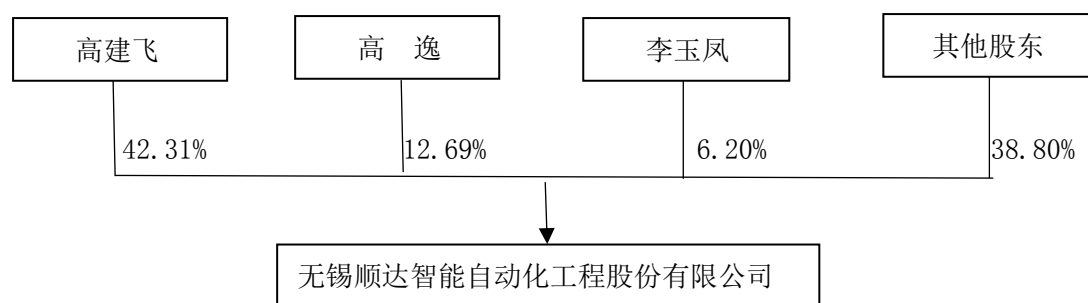 高建飞
高　逸
李玉凤
其他股东
42.31%
12.69%
6.20%
38.80%
无锡顺达智能自动化工程股份有限公司